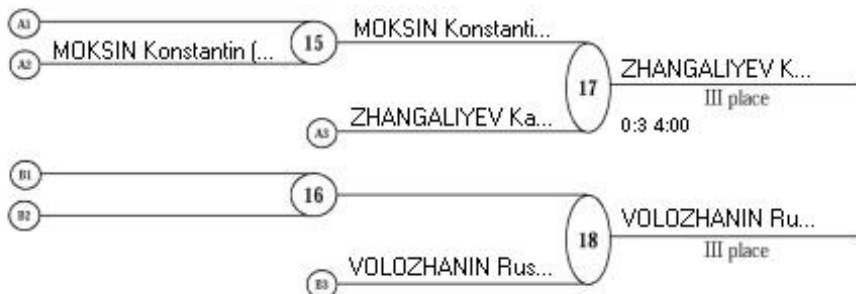 A1
15
MOKSIN Konstanti...
A2
MOKSIN Konstantin (...
17
ZHANGALIYEV K...
III place
A3
ZHANGALIYEV Ka...
0:3 4:00
B1
16
B2
18
VOLOZHANIN Ru...
III place
B3
VOLOZHANIN Rus...